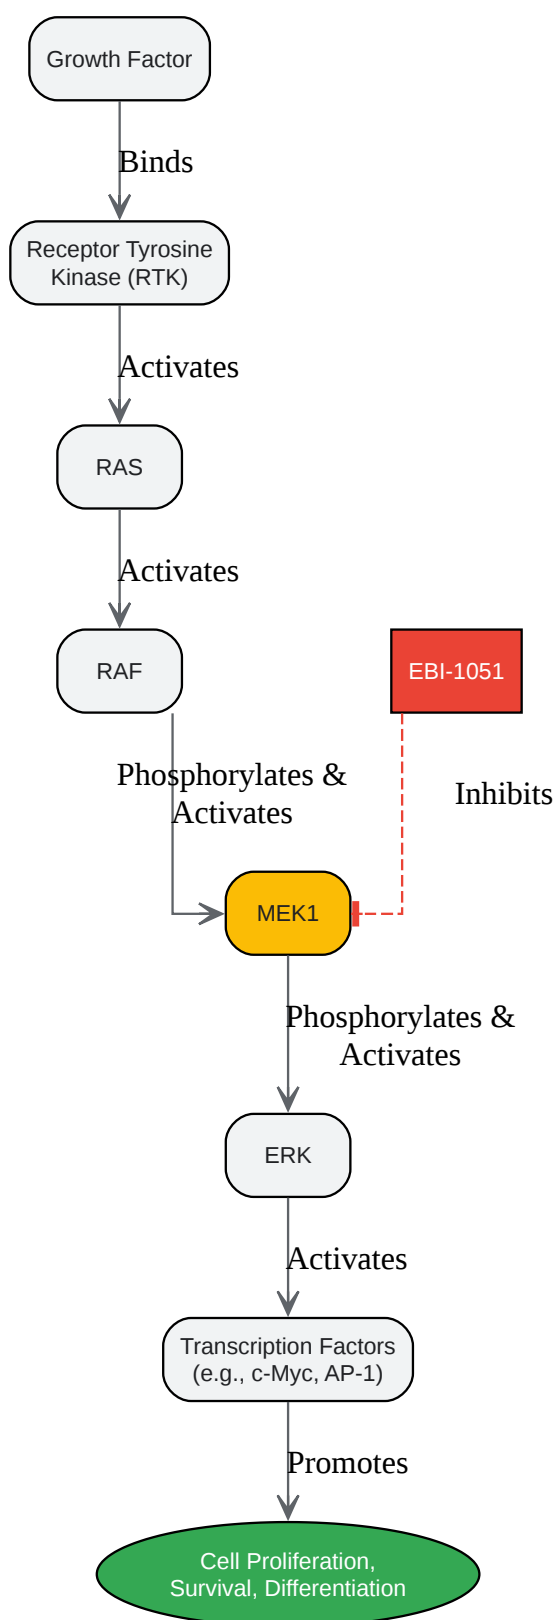 Growth Factor
Binds
Receptor Tyrosine
Kinase (RTK)
Activates
RAS
Activates
RAF
EBI-1051
Phosphorylates &
Activates
Inhibits
MEK1
Phosphorylates &
Activates
ERK
Activates
Transcription Factors
(e.g., c-Myc, AP-1)
Promotes
Cell Proliferation,
Survival, Differentiation